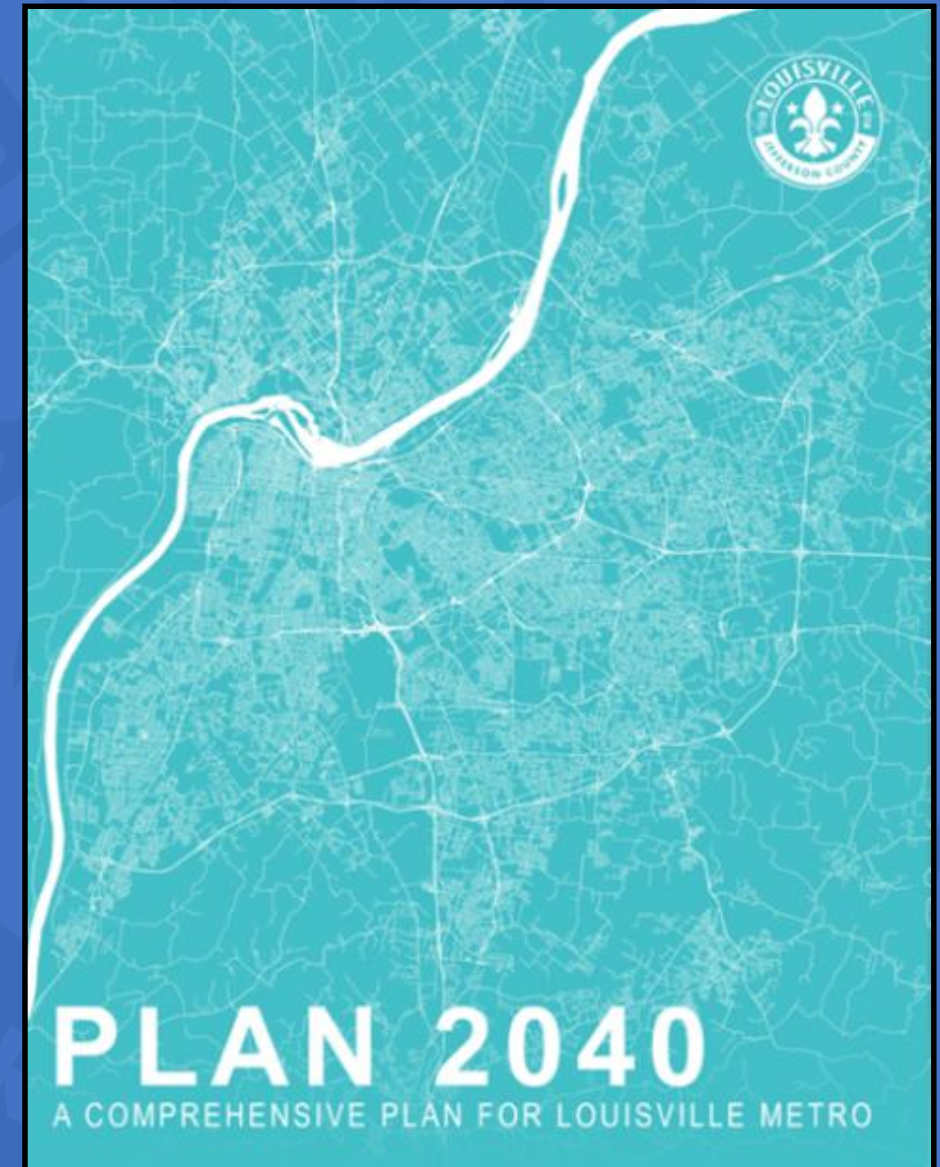 LOUISVILLE
JEFFERSON COUNTY
PLAN 2040
A COMPREHENSIVE PLAN FOR LOUISVILLE METRO